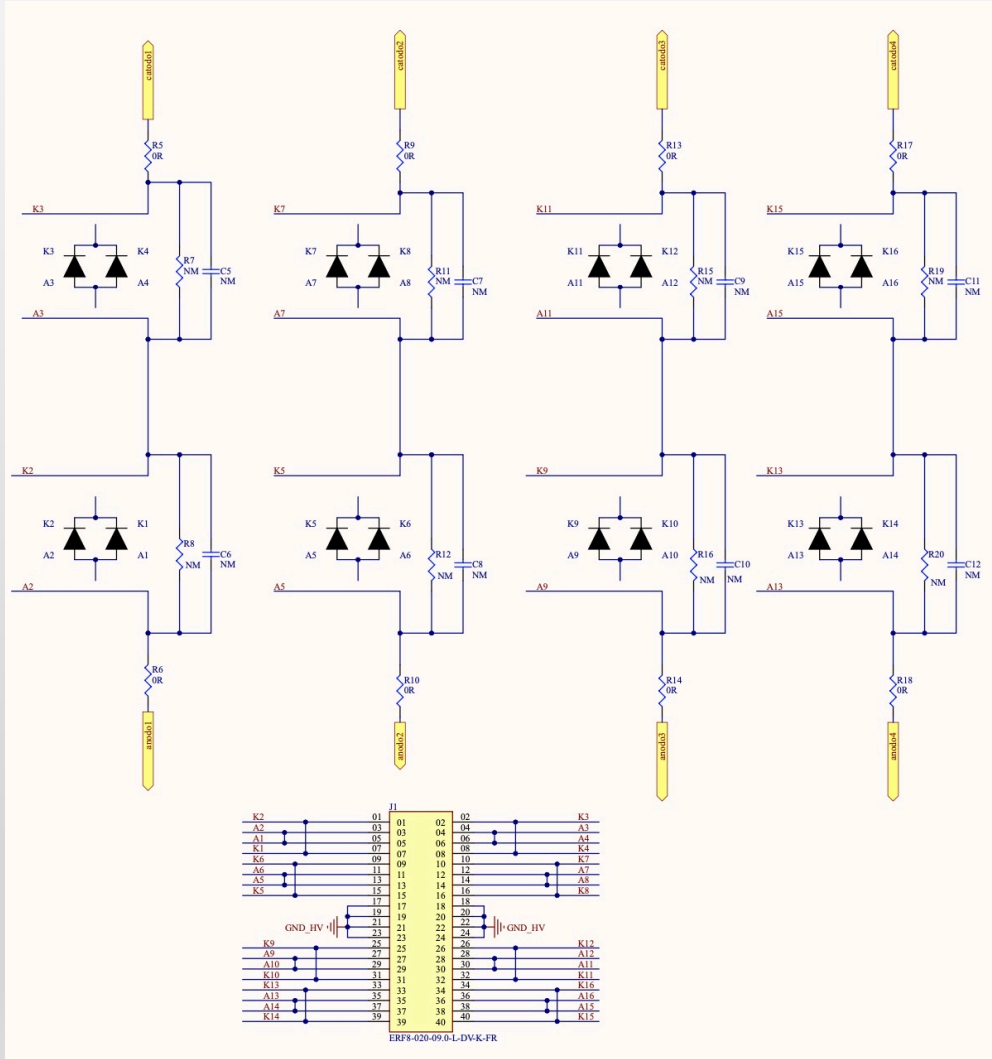 catodo1
catodo2
catodo3
catodo4
R5
0R
R9
0R
R13
0R
R17
0R
K3
K7
K11
K15
K3 K4
A3 A4
R7
NM
C5
NM
K7 K8
A7 A8
R11
NM
C7
NM
K11 K12
A11 A12
R15
NM
C9
NM
K15 K16
A15 A16
R19
NM
C11
NM
A3
A7
A11
A15
K2
K5
K9
K13
K2 K1
A2 A1
R8
NM
C6
NM
K5 K6
A5 A6
R12
NM
C8
NM
K9 K10
A9 A10
R16
NM
C10
NM
K13 K14
A13 A14
R20
NM
C12
NM
A2
A5
A9
A13
R6
0R
R10
0R
R14
0R
R18
0R
anodo1
anodo2
anodo3
anodo4
J1
K2 01 01 02 02 K3
A2 03 03 04 04 A3
A1 05 05 06 06 A4
K1 07 07 08 08 K4
K6 09 09 10 10 K7
A6 11 11 12 12 A7
A5 13 13 14 14 A8
K5 15 15 16 16 K8
17 17 18 18
19 19 20 20
GND_HV 21 21 22 22 GND_HV
23 23 24 24
K9 25 25 26 26 K12
A9 27 27 28 28 A12
A10 29 29 30 30 A11
K10 31 31 32 32 K11
K13 33 33 34 34 K16
A13 35 35 36 36 A16
A14 37 37 38 38 A15
K14 39 39 40 40 K15
ERF8-020-09.0-L-DV-K-FR